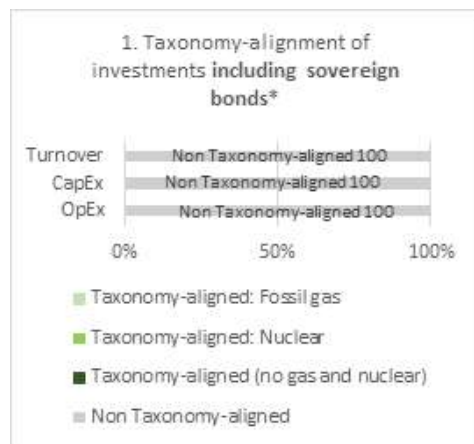 1. Taxonomy-alignment of
investments including sovereign
bonds*
Turnover
Non Taxonomy-aligned 100
CapEx
Non Taxonomy-aligned 100
OpEx
Non Taxonomy-aligned 100
0% 50% 100%
Taxonomy-aligned: Fossil gas
Taxonomy-aligned: Nuclear
Taxonomy-aligned (no gas and nuclear)
Non Taxonomy-aligned